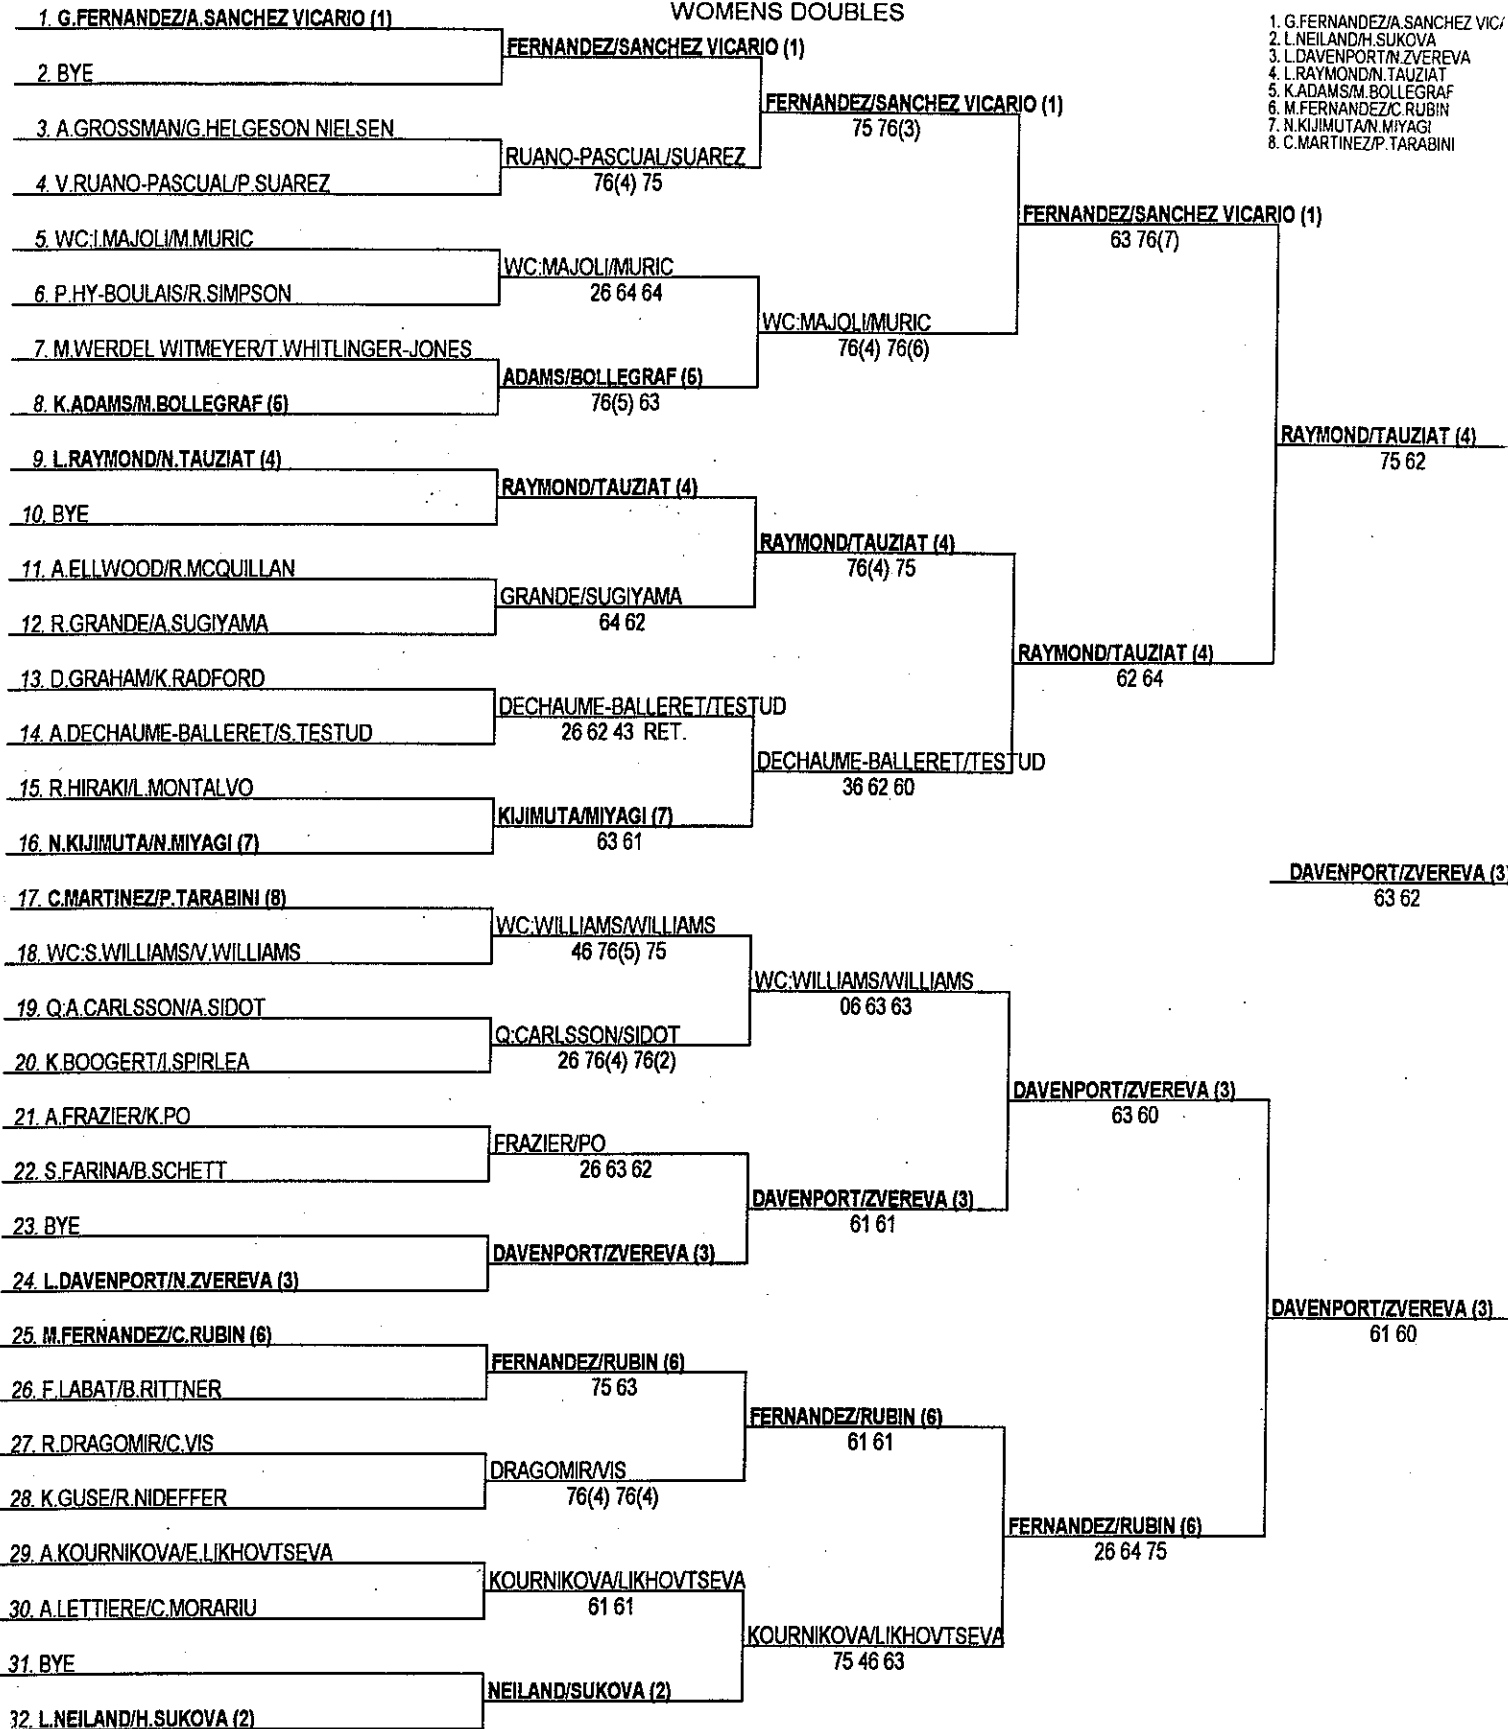 WOMENS DOUBLES
1. G.FERNANDEZ/A.SANCHEZ VIC/
2. L.NEILAND/H.SUKOVA
3. L.DAVENPORT/N.ZVEREVA
4. L.RAYMOND/N.TAUZIAT
5. K.ADAMS/M.BOLLEGRAF
6. M.FERNANDEZ/C.RUBIN
7. N.KIJIMUTA/N.MIYAGI
8. C.MARTINEZ/P.TARABINI
1. G.FERNANDEZ/A.SANCHEZ VICARIO (1)
2. BYE
3. A.GROSSMAN/G.HELGESON NIELSEN
4. V.RUANO-PASCUAL/P.SUAREZ
5. WC:I.MAJOLI/M.MURIC
6. P.HY-BOULAIS/R.SIMPSON
7. M.WERDEL WITMEYER/T.WHITLINGER-JONES
8. K.ADAMS/M.BOLLEGRAF (5)
9. L.RAYMOND/N.TAUZIAT (4)
10. BYE
11. A.ELLWOOD/R.MCQUILLAN
12. R.GRANDE/A.SUGIYAMA
13. D.GRAHAM/K.RADFORD
14. A.DECHAUME-BALLERET/S.TESTUD
15. R.HIRAKI/L.MONTALVO
16. N.KIJIMUTA/N.MIYAGI (7)
17. C.MARTINEZ/P.TARABINI (8)
18. WC:S.WILLIAMS/V.WILLIAMS
19. Q:A.CARLSSON/A.SIDOT
20. K.BOOGERT/I.SPIRLEA
21. A.FRAZIER/K.PO
22. S.FARINA/B.SCHETT
23. BYE
24. L.DAVENPORT/N.ZVEREVA (3)
25. M.FERNANDEZ/C.RUBIN (6)
26. F.LABAT/B.RITTNER
27. R.DRAGOMIR/C.VIS
28. K.GUSE/R.NIDEFFER
29. A.KOURNIKOVA/E.LIKHOVTSEVA
30. A.LETTIERE/C.MORARIU
31. BYE
32. L.NEILAND/H.SUKOVA (2)
FERNANDEZ/SANCHEZ VICARIO (1)
RUANO-PASCUAL/SUAREZ
76(4) 75
WC:MAJOLI/MURIC
26 64 64
ADAMS/BOLLEGRAF (5)
76(5) 63
RAYMOND/TAUZIAT (4)
GRANDE/SUGIYAMA
64 62
DECHAUME-BALLERET/TESTUD
26 62 43 RET.
KIJIMUTA/MIYAGI (7)
63 61
WC:WILLIAMS/WILLIAMS
46 76(5) 75
Q:CARLSSON/SIDOT
26 76(4) 76(2)
FRAZIER/PO
26 63 62
DAVENPORT/ZVEREVA (3)
FERNANDEZ/RUBIN (6)
75 63
DRAGOMIR/VIS
76(4) 76(4)
KOURNIKOVA/LIKHOVTSEVA
61 61
NEILAND/SUKOVA (2)
FERNANDEZ/SANCHEZ VICARIO (1)
75 76(3)
WC:MAJOLI/MURIC
76(4) 76(6)
RAYMOND/TAUZIAT (4)
76(4) 75
DECHAUME-BALLERET/TESTUD
36 62 60
WC:WILLIAMS/WILLIAMS
06 63 63
DAVENPORT/ZVEREVA (3)
61 61
FERNANDEZ/RUBIN (6)
61 61
KOURNIKOVA/LIKHOVTSEVA
75 46 63
FERNANDEZ/SANCHEZ VICARIO (1)
63 76(7)
RAYMOND/TAUZIAT (4)
62 64
DAVENPORT/ZVEREVA (3)
63 60
FERNANDEZ/RUBIN (6)
26 64 75
RAYMOND/TAUZIAT (4)
75 62
DAVENPORT/ZVEREVA (3)
61 60
DAVENPORT/ZVEREVA (3)
63 62